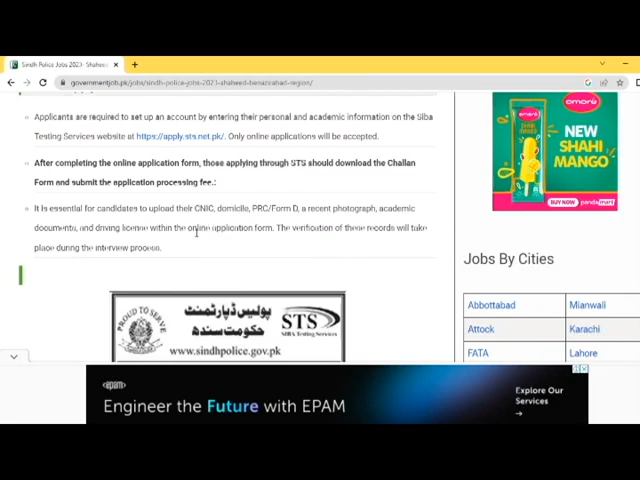 Sindh Police Jobs 2023 - Shaheed
governmentjob.pk/jobs/sindh-police-jobs-2023-shaheed-benazirabad-region/
Applicants are required to set up an account by entering their personal and academic information on the Siba
Testing Services website at https://apply.sts.net.pk/. Only online applications will be accepted.
After completing the online application form, those applying through STS should download the Challan
Form and submit the application processing fee.:
It is essential for candidates to upload their CNIC, domicile, PRC/Form D, a recent photograph, academic
documents, and driving license within the online application form. The verification of these records will take
place during the interview process.
PROUD TO SERVE
پولیس ڈپارٹمنٹ
حکومت سندھ
STS
SIBA Testing Services
www.sindhpolice.gov.pk
omoré
NEW
SHAHI
MANGO
BUY NOW
pandamart
Jobs By Cities
Abbottabad
Mianwali
Attock
Karachi
FATA
Lahore
<epam>
Engineer the Future with EPAM
Explore Our
Services